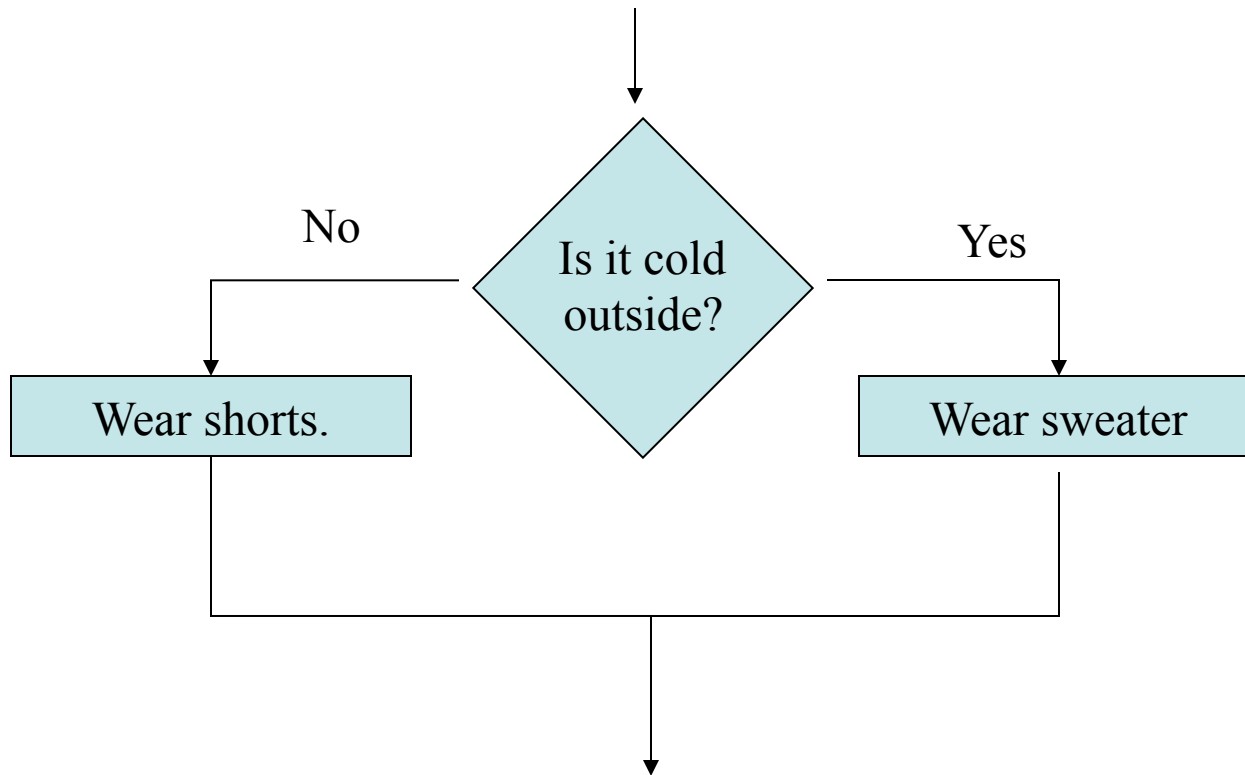 No
Yes
Is it cold
outside?
Wear shorts.
Wear sweater